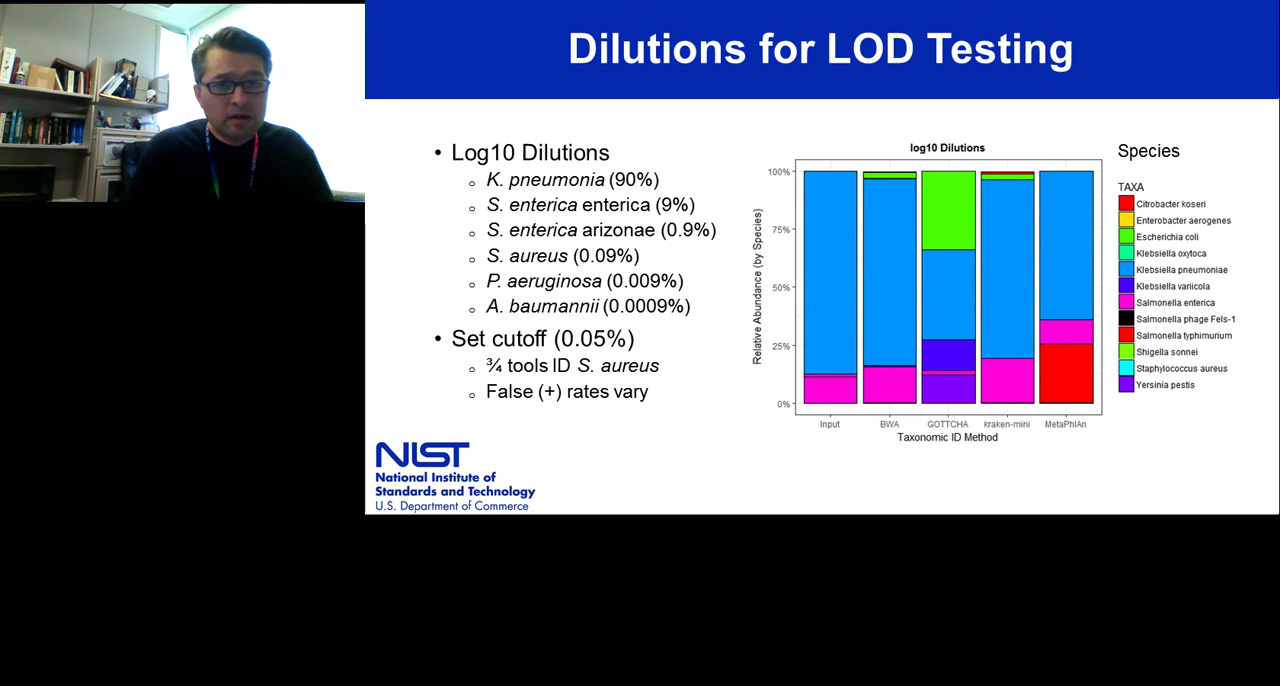 Dilutions for LOD Testing
• Log10 Dilutions
o K. pneumonia (90%)
o S. enterica enterica (9%)
o S. enterica arizonae (0.9%)
o S. aureus (0.09%)
o P. aeruginosa (0.009%)
o A. baumannii (0.0009%)
• Set cutoff (0.05%)
o ¾ tools ID S. aureus
o False (+) rates vary
log10 Dilutions
Relative Abundance (by Species)
100%
75%
50%
25%
0%
Input BWA GOTTCHA kraken-mini MetaPhlAn
Taxonomic ID Method
Species
TAXA
Citrobacter koseri
Enterobacter aerogenes
Escherichia coli
Klebsiella oxytoca
Klebsiella pneumoniae
Klebsiella variicola
Salmonella enterica
Salmonella phage Fels-1
Salmonella typhimurium
Shigella sonnei
Staphylococcus aureus
Yersinia pestis
NIST
National Institute of
Standards and Technology
U.S. Department of Commerce